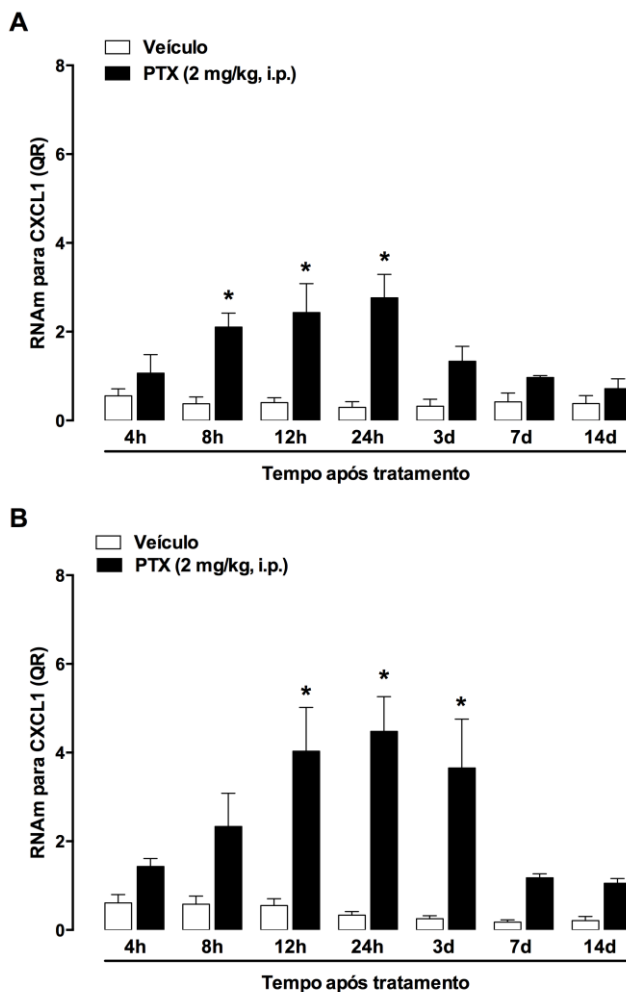 A
Veículo
PTX (2 mg/kg, i.p.)
RNAm para CXCL1 (QR)
8
6
4
2
0
* * *
4h 8h 12h 24h 3d 7d 14d
Tempo após tratamento
B
Veículo
PTX (2 mg/kg, i.p.)
RNAm para CXCL1 (QR)
8
6
4
2
0
* * *
4h 8h 12h 24h 3d 7d 14d
Tempo após tratamento